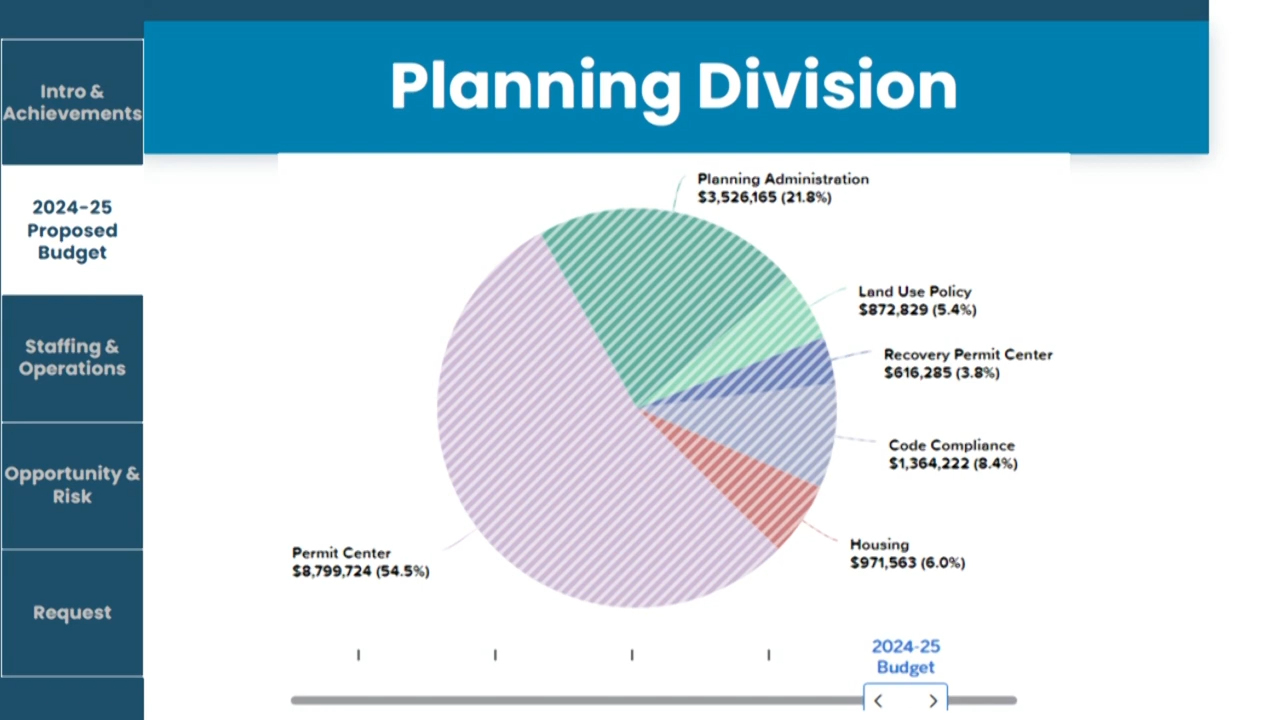 Planning Division
Intro &
Achievements
2024-25
Proposed
Budget
Staffing &
Operations
Opportunity &
Risk
Request
Planning Administration
$3,526,165 (21.8%)
Land Use Policy
$872,829 (5.4%)
Recovery Permit Center
$616,285 (3.8%)
Code Compliance
$1,364,222 (8.4%)
Housing
$971,563 (6.0%)
Permit Center
$8,799,724 (54.5%)
2024-25
Budget